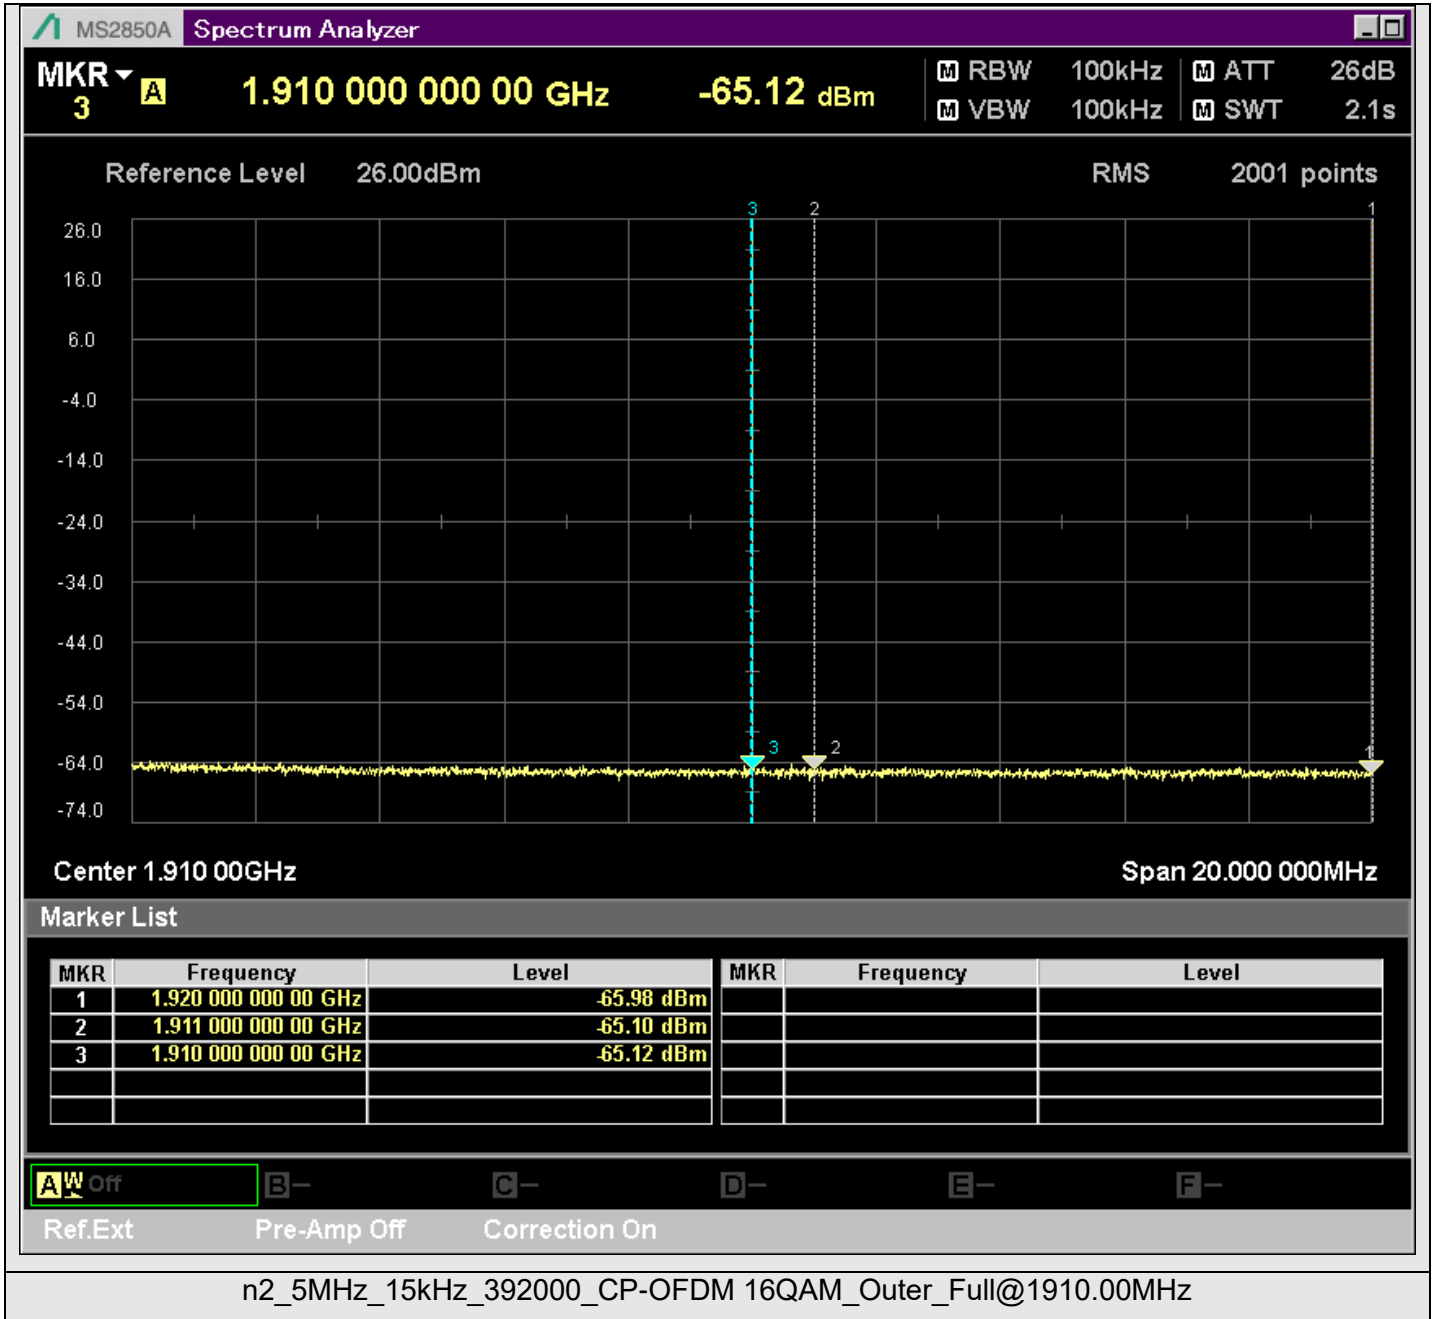 MS2850A Spectrum Analyzer
MKR 3 A 1.910 000 000 00 GHz -65.12 dBm
M RBW 100kHz M ATT 26dB
M VBW 100kHz M SWT 2.1s
Reference Level 26.00dBm RMS 2001 points
3 2 1
26.0
16.0
6.0
-4.0
-14.0
-24.0
-34.0
-44.0
-54.0
3 2 1
-64.0
-74.0
Center 1.910 00GHz Span 20.000 000MHz
Marker List
MKR Frequency Level MKR Frequency Level
1 1.920 000 000 00 GHz -65.98 dBm
2 1.911 000 000 00 GHz -65.10 dBm
3 1.910 000 000 00 GHz -65.12 dBm
A W Off B - C - D - E - F -
Ref.Ext Pre-Amp Off Correction On
n2_5MHz_15kHz_392000_CP-OFDM 16QAM_Outer_Full@1910.00MHz